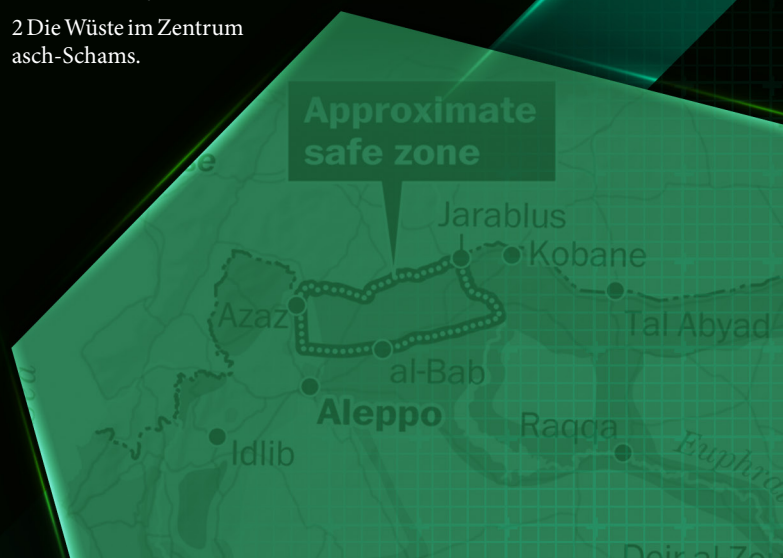 2 Die Wüste im Zentrum
asch-Schams.
Approximate
safe zone
Jarablus
Kobane
Azaz
Tal Abyad
al-Bab
Aleppo
Raqqa
Idlib